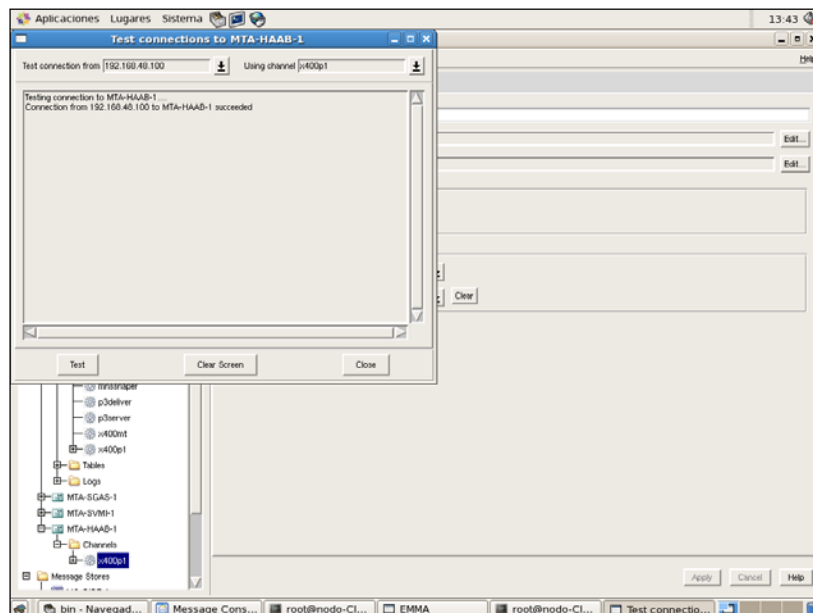 Aplicaciones Lugares Sistema 13:43
Test connections to MTA-HAAB-1
Help
Test connection from 192.168.48.100 Using channel x400p1
Testing connection to MTA-HAAB-1 ...
Connection from 192.168.48.100 to MTA-HAAB-1 succeeded
Edit...
Edit...
Clear
Test Clear Screen Close
p3deliver
p3server
x400mt
x400p1
Tables
Logs
MTA-SGAS-1
MTA-SVMI-1
MTA-HAAB-1
Channels
x400p1
Message Stores
Apply Cancel Help
bin - Navegad... Message Cons... root@nodo-Cl... EMMA root@nodo-Cl... Test connectio...